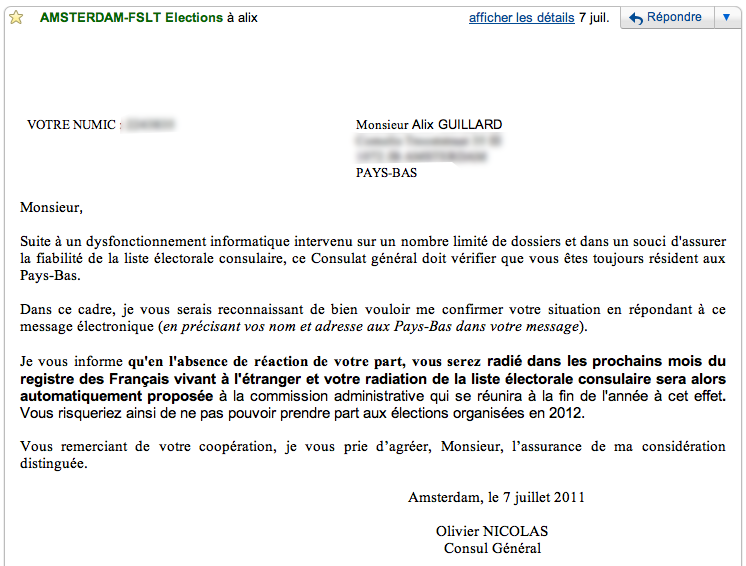 AMSTERDAM-FSLT Elections à alix
afficher les détails 7 juil.
Répondre
VOTRE NUMIC :
Monsieur Alix GUILLARD
PAYS-BAS
Monsieur,
Suite à un dysfonctionnement informatique intervenu sur un nombre limité de dossiers et dans un souci d'assurer
la fiabilité de la liste électorale consulaire, ce Consulat général doit vérifier que vous êtes toujours résident aux
Pays-Bas.
Dans ce cadre, je vous serais reconnaissant de bien vouloir me confirmer votre situation en répondant à ce
message électronique (en précisant vos nom et adresse aux Pays-Bas dans votre message).
Je vous informe qu'en l'absence de réaction de votre part, vous serez radié dans les prochains mois du
registre des Français vivant à l'étranger et votre radiation de la liste électorale consulaire sera alors
automatiquement proposée à la commission administrative qui se réunira à la fin de l'année à cet effet.
Vous risqueriez ainsi de ne pas pouvoir prendre part aux élections organisées en 2012.
Vous remerciant de votre coopération, je vous prie d'agréer, Monsieur, l'assurance de ma considération
distinguée.
Amsterdam, le 7 juillet 2011
Olivier NICOLAS
Consul Général